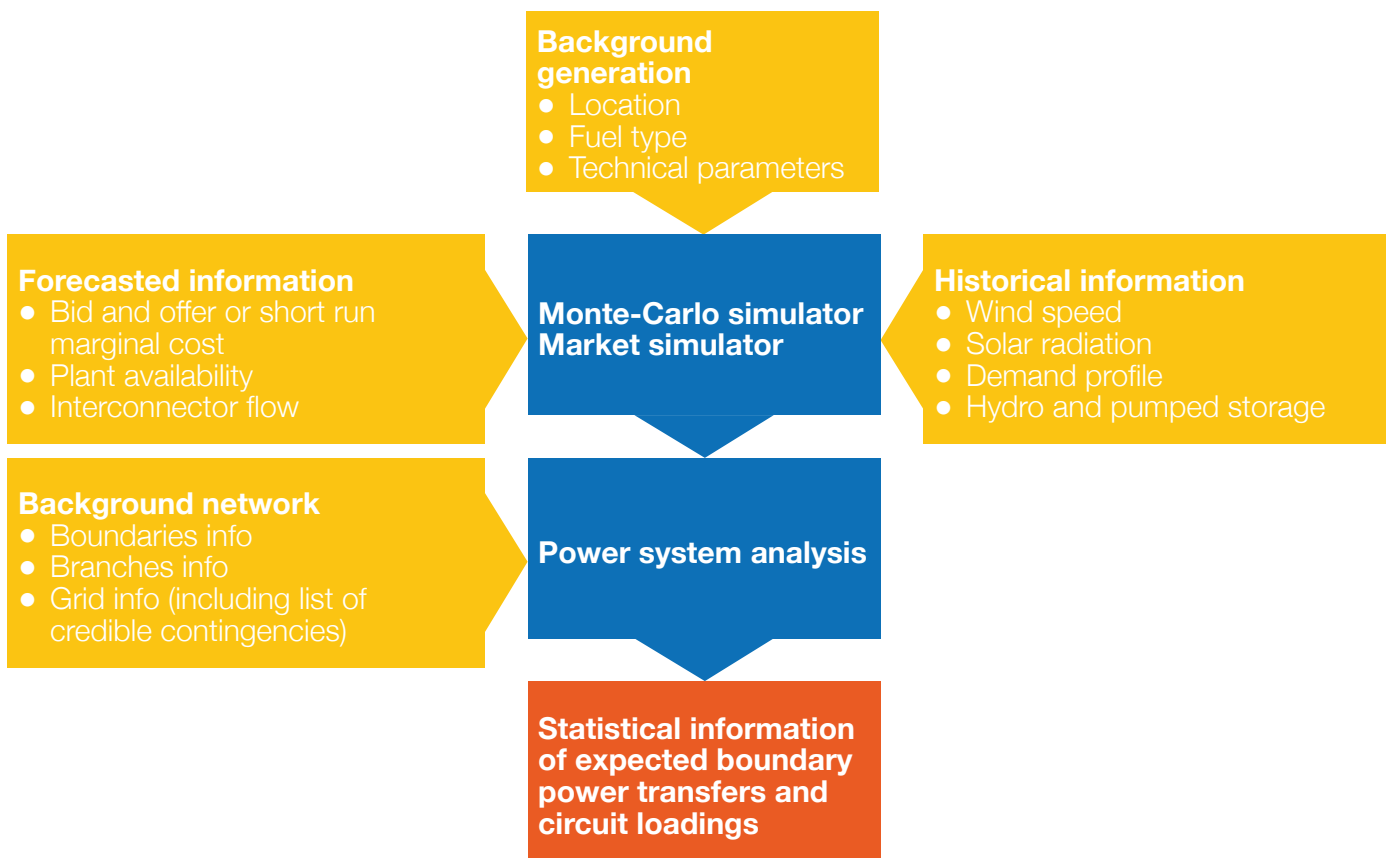 Background
generation
● Location
● Fuel type
● Technical parameters
Forecasted information
● Bid and offer or short run
marginal cost
● Plant availability
● Interconnector flow
Monte-Carlo simulator
Market simulator
Historical information
● Wind speed
● Solar radiation
● Demand profile
● Hydro and pumped storage
Background network
● Boundaries info
● Branches info
● Grid info (including list of
credible contingencies)
Power system analysis
Statistical information
of expected boundary
power transfers and
circuit loadings